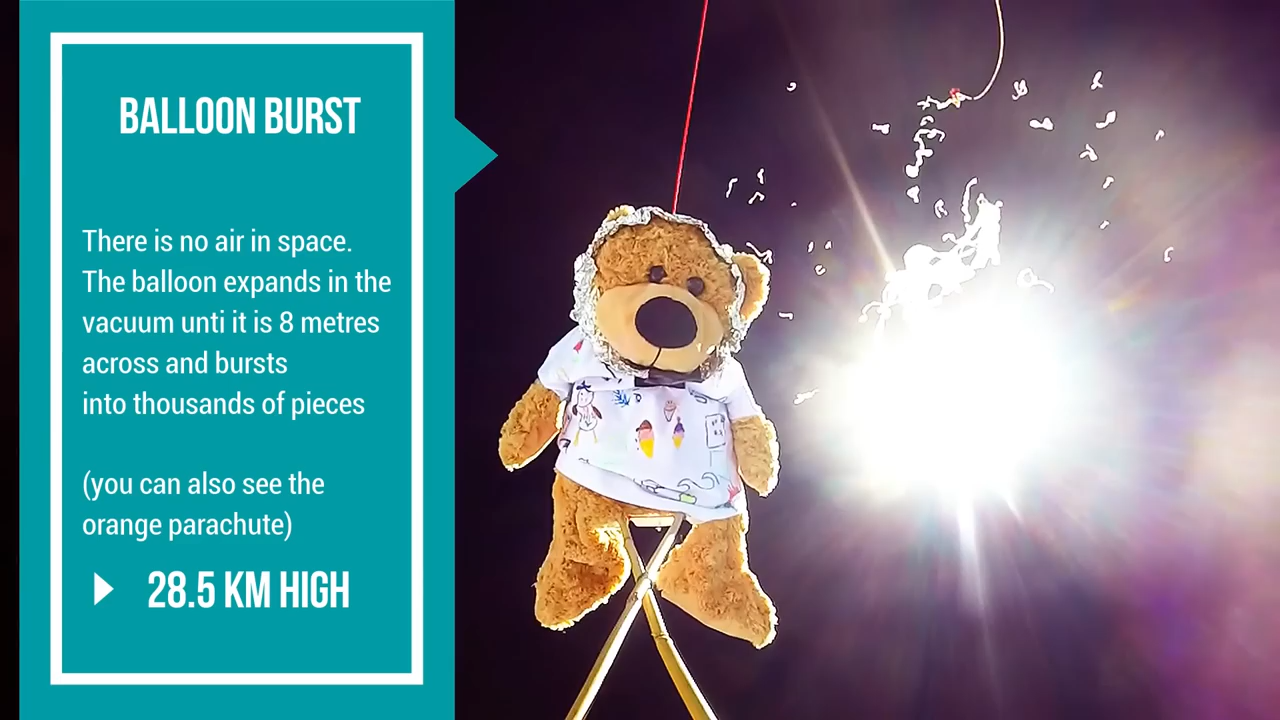 BALLOON BURST
There is no air in space.
The balloon expands in the
vacuum unti it is 8 metres
across and bursts
into thousands of pieces
(you can also see the
orange parachute)
28.5 KM HIGH